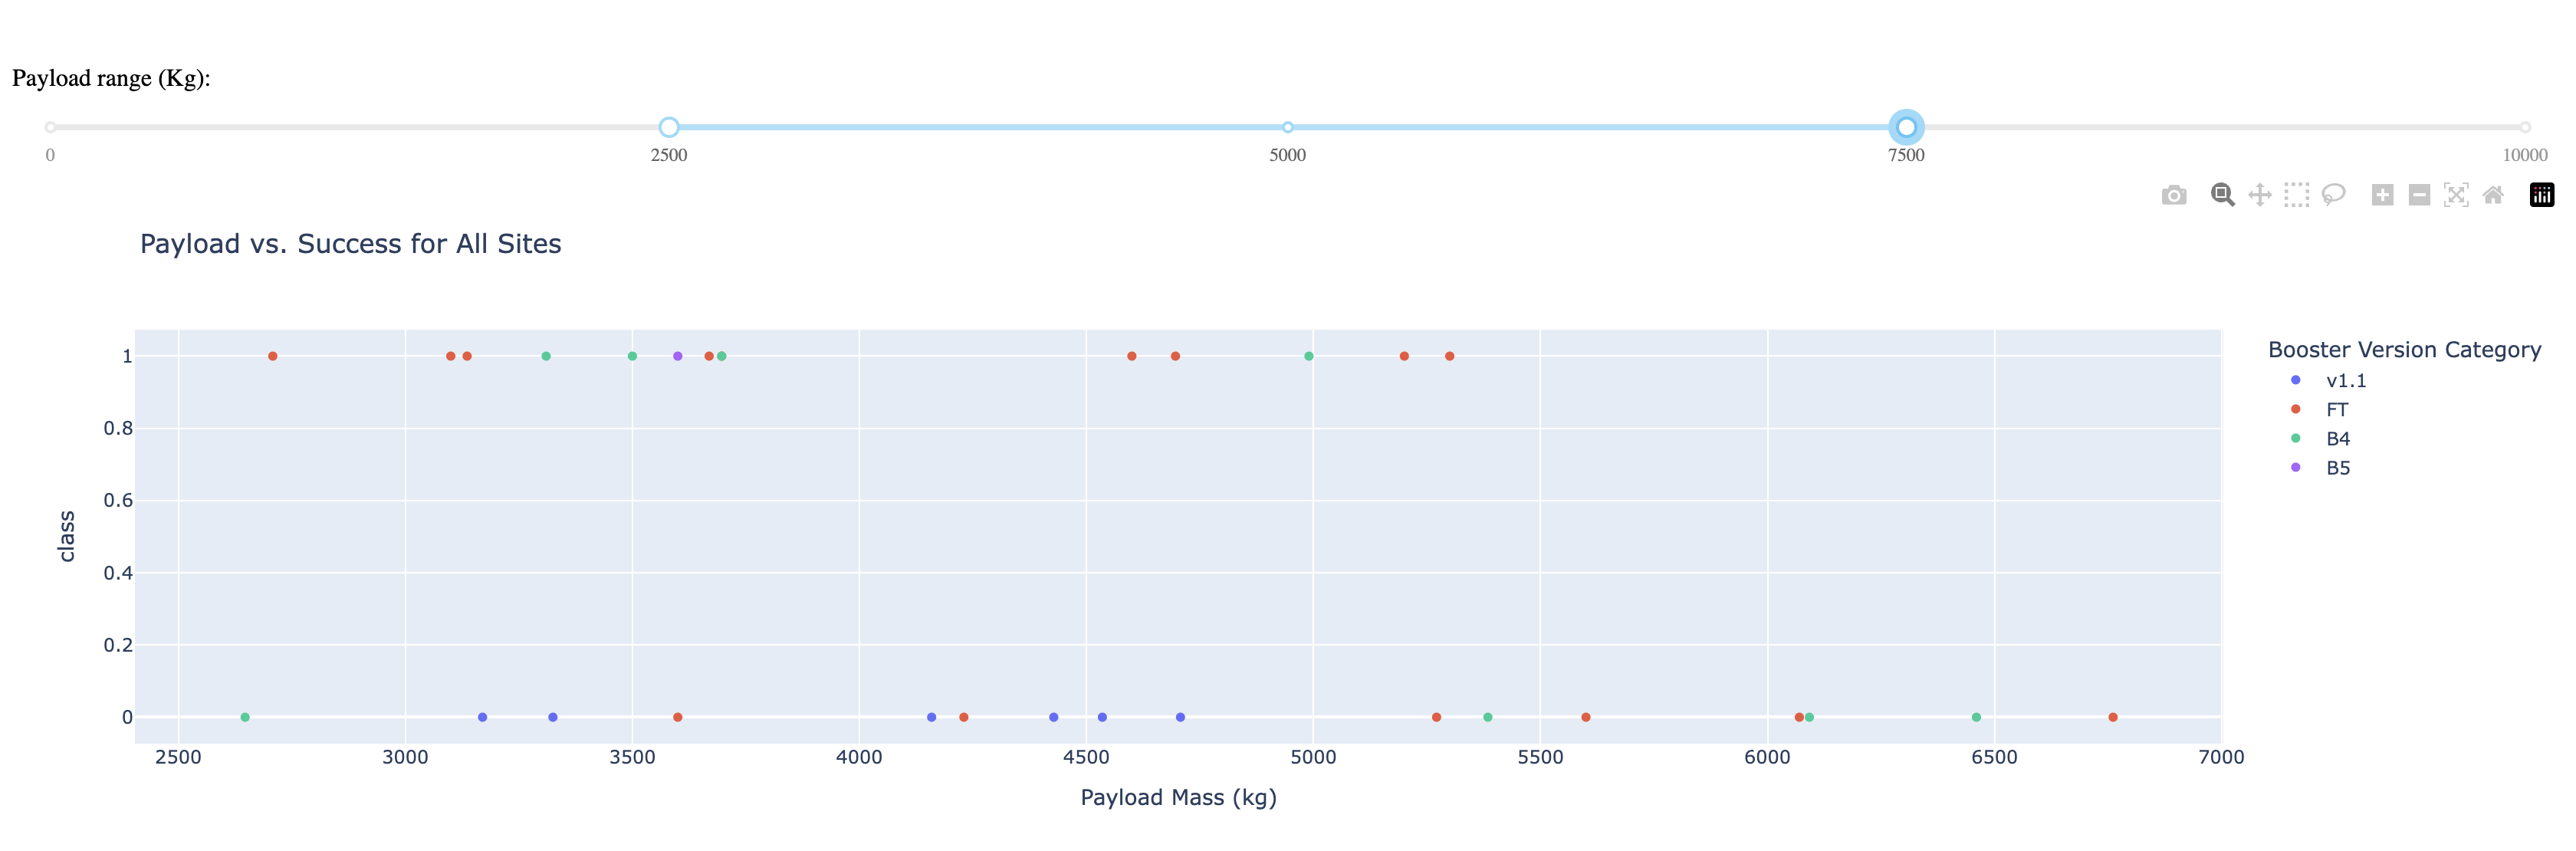 Payload range (Kg):
0 2500 5000 7500 10000
Payload vs. Success for All Sites
Booster Version Category
v1.1
FT
B4
B5
1
0.8
0.6
0.4
0.2
0
class
2500 3000 3500 4000 4500 5000 5500 6000 6500 7000
Payload Mass (kg)